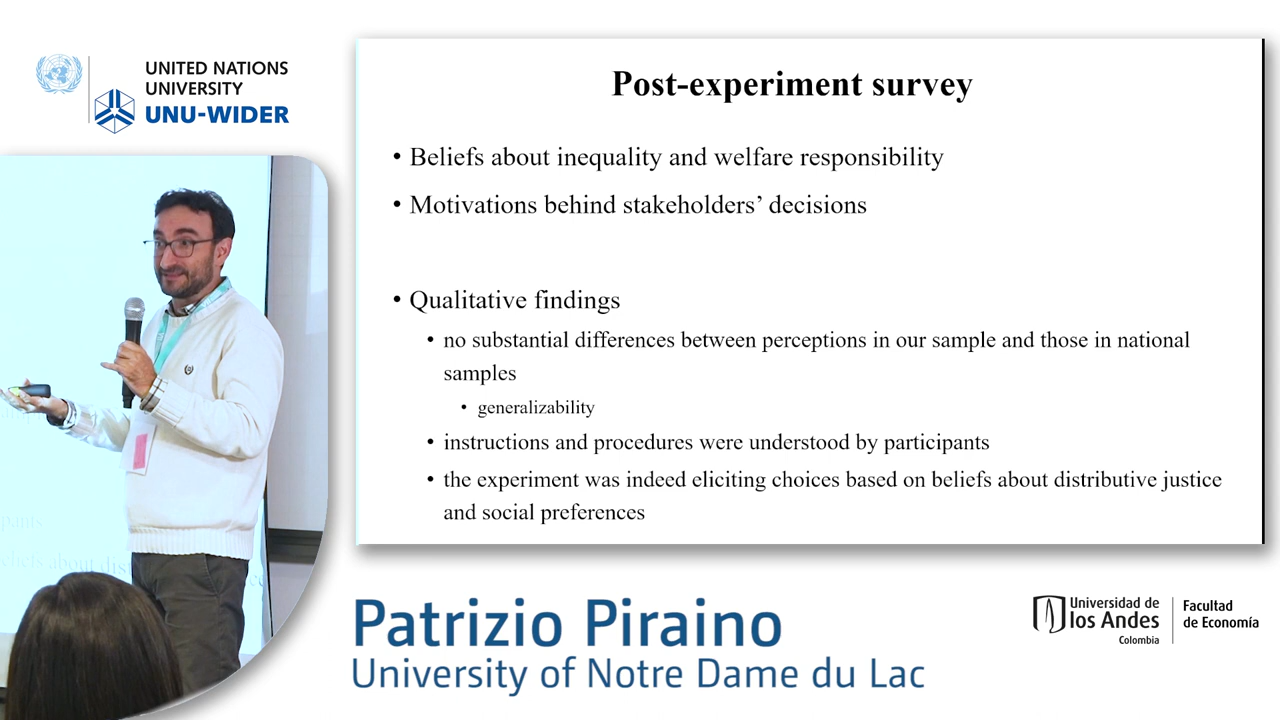 UNITED NATIONS
UNIVERSITY
UNU-WIDER
Post-experiment survey
• Beliefs about inequality and welfare responsibility
• Motivations behind stakeholders’ decisions
• Qualitative findings
• no substantial differences between perceptions in our sample and those in national
samples
• generalizability
• instructions and procedures were understood by participants
• the experiment was indeed eliciting choices based on beliefs about distributive justice
and social preferences
Patrizio Piraino
University of Notre Dame du Lac
Universidad de
los Andes
Colombia
Facultad
de Economía